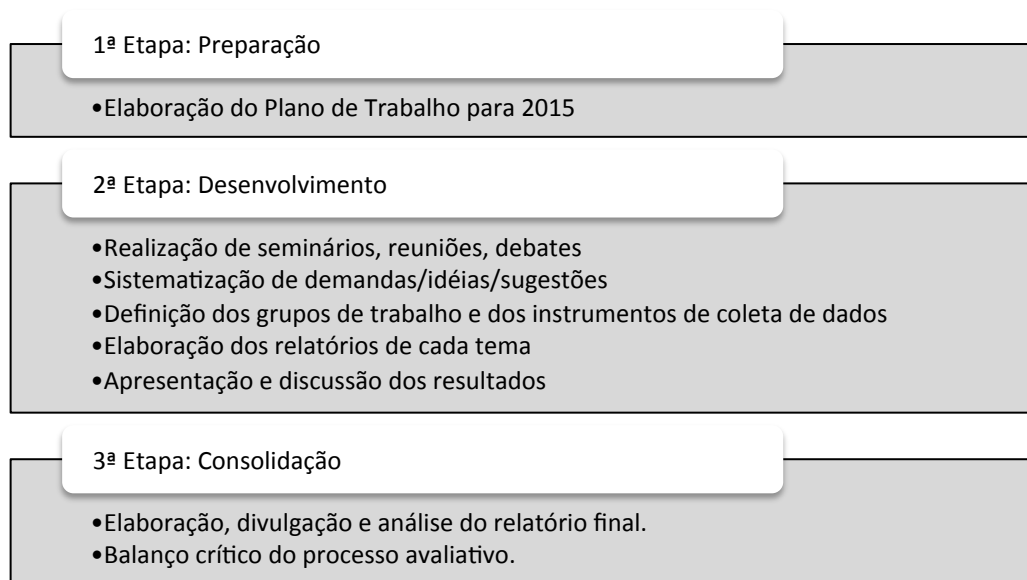 1ª Etapa: Preparação
•Elaboração do Plano de Trabalho para 2015
2ª Etapa: Desenvolvimento
•Realização de seminários, reuniões, debates
•Sistematização de demandas/idéias/sugestões
•Definição dos grupos de trabalho e dos instrumentos de coleta de dados
•Elaboração dos relatórios de cada tema
•Apresentação e discussão dos resultados
3ª Etapa: Consolidação
•Elaboração, divulgação e análise do relatório final.
•Balanço crítico do processo avaliativo.